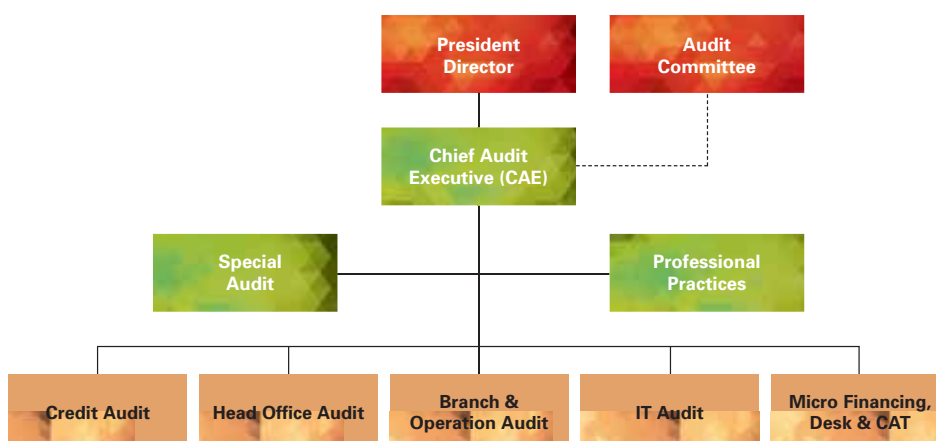 President
Director
Audit
Committee
Chief Audit
Executive (CAE)
Special
Audit
Professional
Practices
Credit Audit
Head Office Audit
Branch &
Operation Audit
IT Audit
Micro Financing,
Desk & CAT